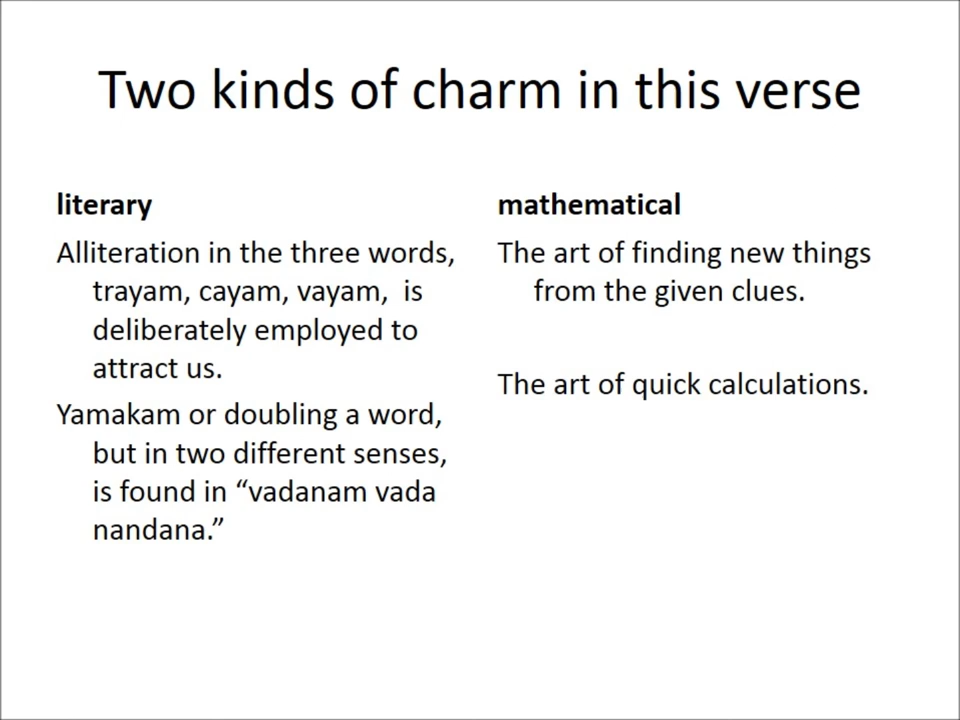 Two kinds of charm in this verse
literary
Alliteration in the three words,
trayam, cayam, vayam,  is
deliberately employed to
attract us.
Yamakam or doubling a word,
but in two different senses,
is found in “vadanam vada
nandana.”
mathematical
The art of finding new things
from the given clues.
The art of quick calculations.